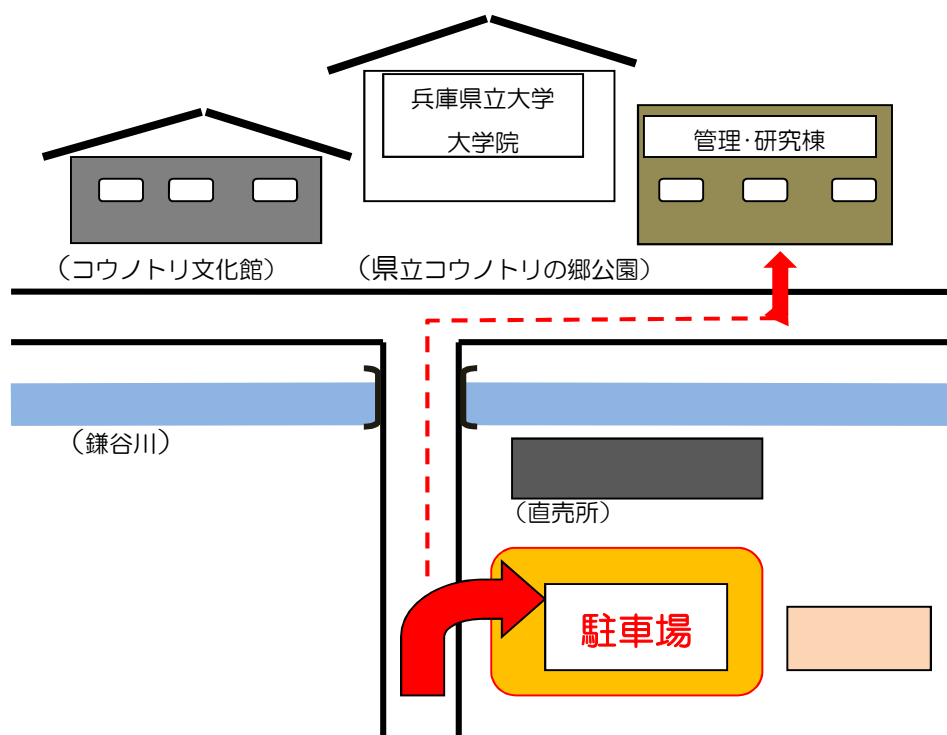 兵庫県立大学
大学院
管理・研究棟
（コウノトリ文化館）
（県立コウノトリの郷公園）
（鎌谷川）
（直売所）
駐車場